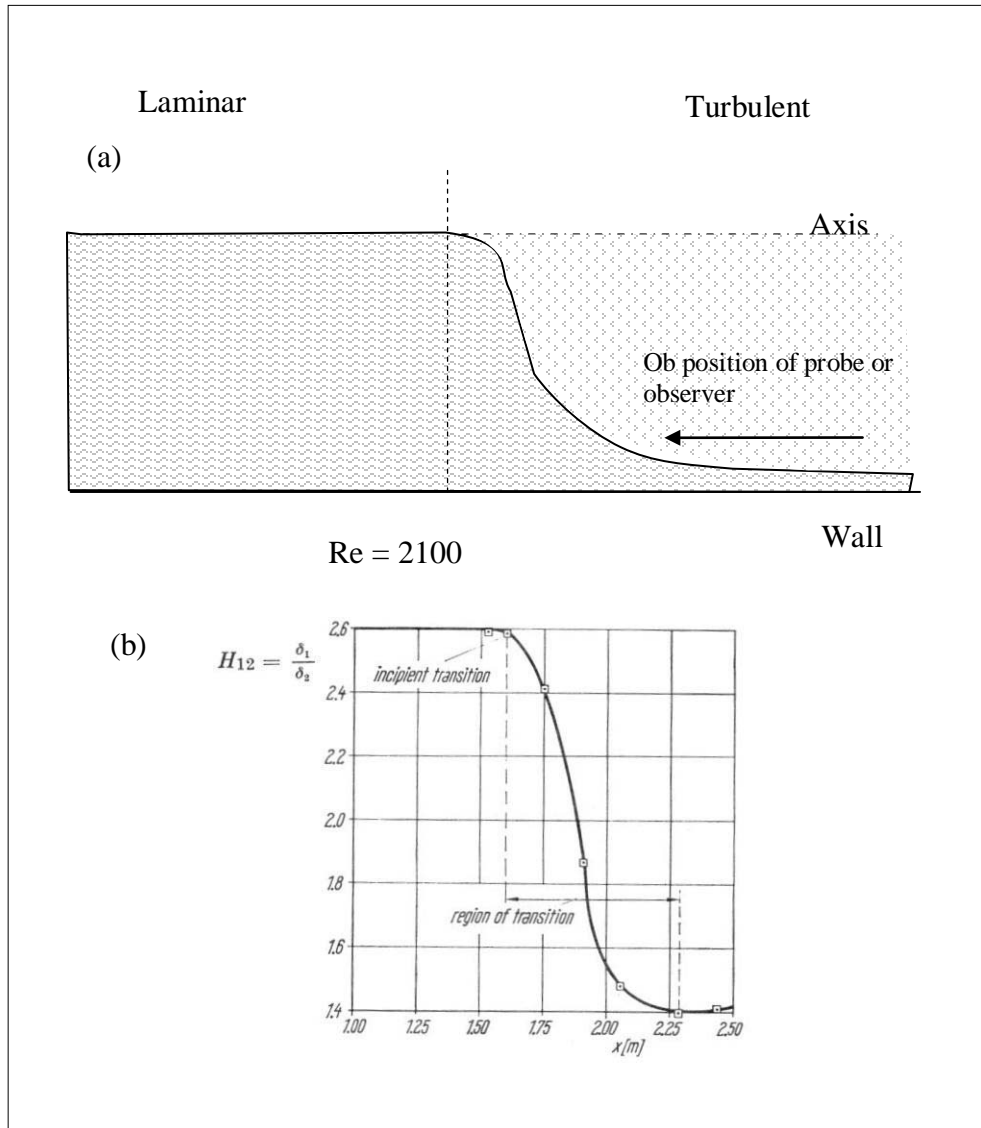 Laminar
Turbulent
(a)
Axis
Ob position of probe or
observer
Wall
Re = 2100
(b)
H12 = δ1/δ2
2.6
2.4
2.2
2.0
1.8
1.6
1.4
incipient transition
region of transition
1.00 1.25 1.50 1.75 2.00 2.25 2.50
x[m]